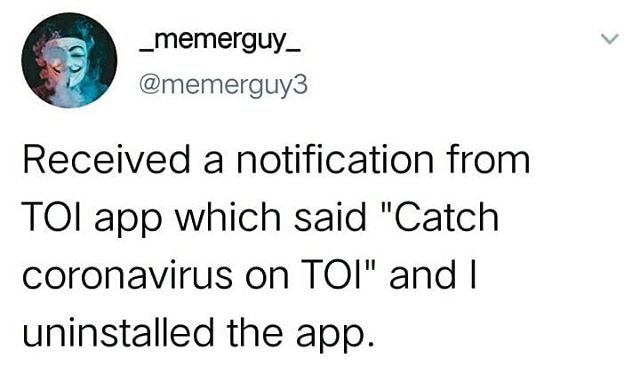 _memerguy_
@memerguy3
Received a notification from
TOI app which said "Catch
coronavirus on TOI" and I
uninstalled the app.